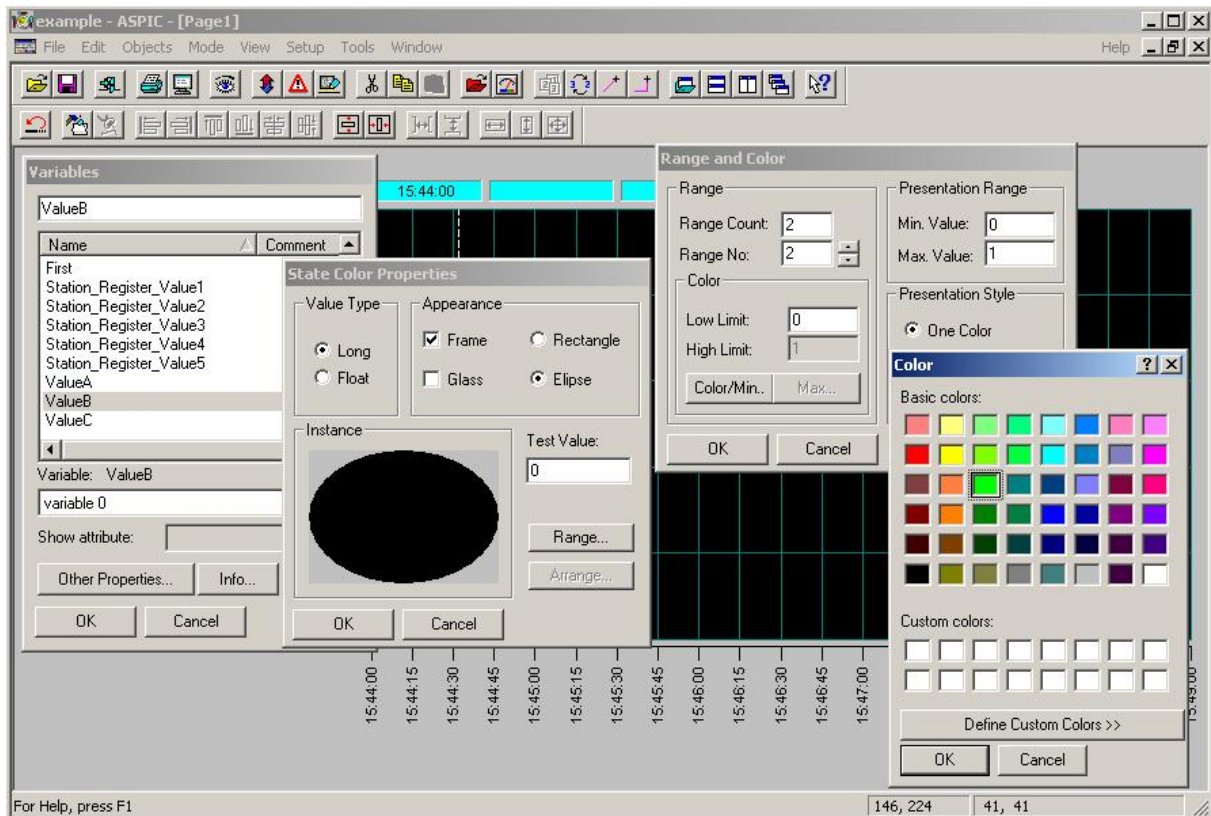 example - ASPIC - [Page1]
File Edit Objects Mode View Setup Tools Window Help
Variables
ValueB
Name Comment
First
Station_Register_Value1
Station_Register_Value2
Station_Register_Value3
Station_Register_Value4
Station_Register_Value5
ValueA
ValueB
ValueC
Variable: ValueB
variable 0
Show attribute:
Other Properties... Info...
OK Cancel
15:44:00
State Color Properties
Value Type
Long
Float
Appearance
Frame
Rectangle
Glass
Elipse
Instance
Test Value:
0
Range...
Arrange...
OK Cancel
Range and Color
Range
Range Count: 2
Range No: 2
Color
Low Limit: 0
High Limit: 1
Color/Min.. Max...
OK Cancel
Presentation Range
Min. Value: 0
Max. Value: 1
Presentation Style
One Color
Color
Basic colors:
Custom colors:
Define Custom Colors >>
OK Cancel
15:44:00
15:44:15
15:44:30
15:44:45
15:45:00
15:45:15
15:45:30
15:45:45
15:46:00
15:46:15
15:46:30
15:46:45
15:47:00
15:49:00
For Help, press F1
146, 224
41, 41